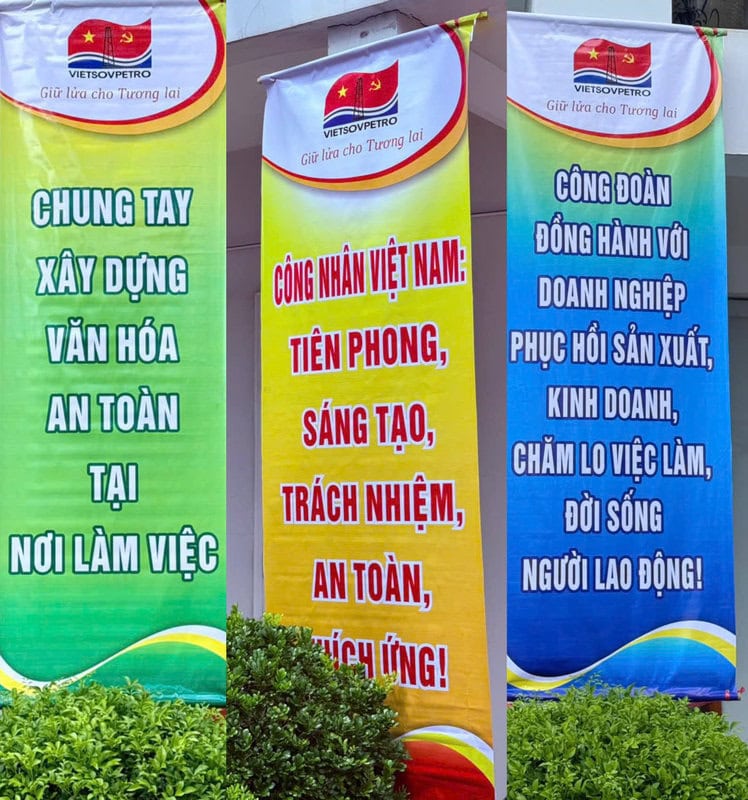 VIETSOVPETRO
Giữ lửa cho Tương lai
CHUNG TAY
XÂY DỰNG
VĂN HÓA
AN TOÀN
TẠI
NƠI LÀM VIỆC
VIETSOVPETRO
Giữ lửa cho Tương lai
CÔNG NHÂN VIỆT NAM:
TIÊN PHONG,
SÁNG TẠO,
TRÁCH NHIỆM,
AN TOÀN,
ỨNG!
VIETSOVPETRO
Giữ lửa cho Tương lai
CÔNG ĐOÀN
ĐỒNG HÀNH VỚI
DOANH NGHIỆP
PHỤC HỒI SẢN XUẤT,
KINH DOANH,
CHĂM LO VIỆC LÀM,
ĐỜI SỐNG
NGƯỜI LAO ĐỘNG!